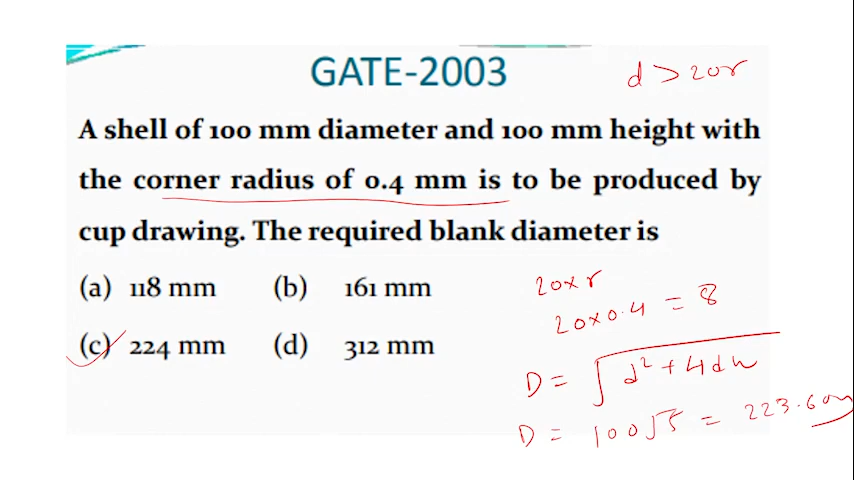 GATE-2003
d > 20r
A shell of 100 mm diameter and 100 mm height with
the corner radius of 0.4 mm is to be produced by
cup drawing. The required blank diameter is
(a) 118 mm (b) 161 mm
(c) 224 mm (d) 312 mm
20×r
20×0.4 = 8
D = √d²+4dh
D = 100√5 = 223.60m